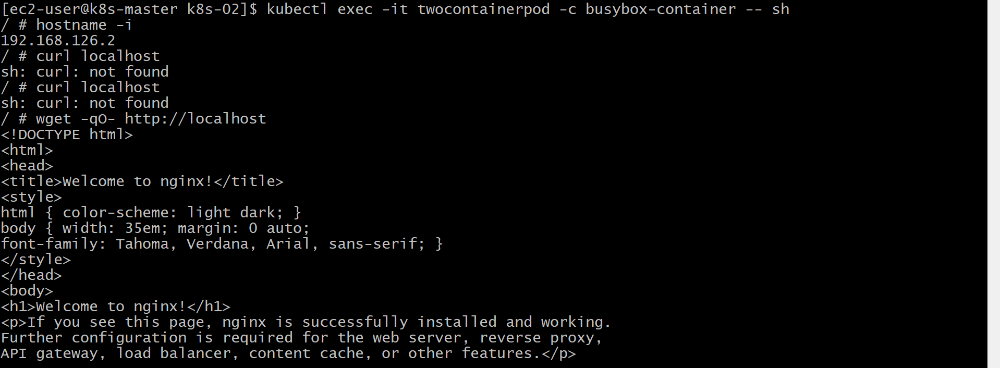 [ec2-user@k8s-master k8s-02]$ kubectl exec -it twocontainerpod -c busybox-container -- sh
/ # hostname -i
192.168.126.2
/ # curl localhost
sh: curl: not found
/ # curl localhost
sh: curl: not found
/ # wget -qO- http://localhost
<!DOCTYPE html>
<html>
<head>
<title>Welcome to nginx!</title>
<style>
html { color-scheme: light dark; }
body { width: 35em; margin: 0 auto;
font-family: Tahoma, Verdana, Arial, sans-serif; }
</style>
</head>
<body>
<h1>Welcome to nginx!</h1>
<p>If you see this page, nginx is successfully installed and working.
Further configuration is required for the web server, reverse proxy,
API gateway, load balancer, content cache, or other features.</p>